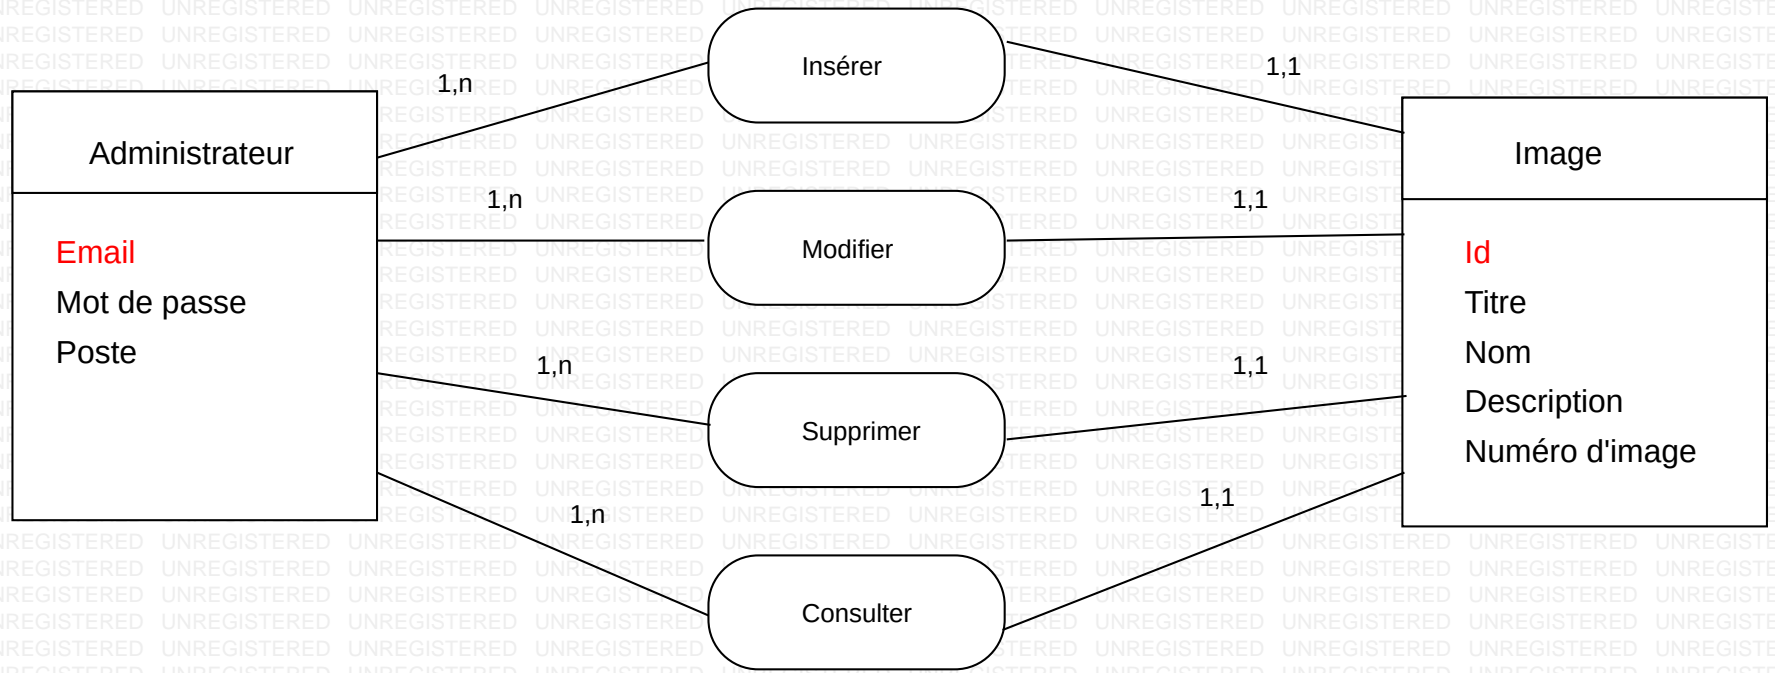 Insérer
1,n
1,1
Administrateur
Image
Email
Mot de passe
Poste
1,n
Modifier
1,1
Id
Titre
Nom
Description
Numéro d'image
1,n
Supprimer
1,1
1,n
Consulter
1,1
UNREGISTERED